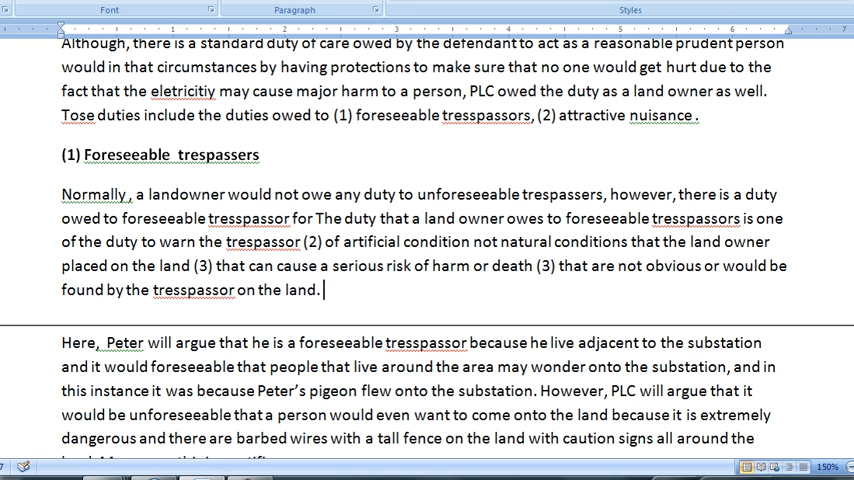 Font
Paragraph
Styles
1 2 3 4 5 6 7
Although, there is a standard duty of care owed by the defendant to act as a reasonable prudent person
would in that circumstances by having protections to make sure that no one would get hurt due to the
fact that the eletricitiy may cause major harm to a person, PLC owed the duty as a land owner as well.
Tose duties include the duties owed to (1) foreseeable tresspassors, (2) attractive nuisance .
(1) Foreseeable trespassers
Normally , a landowner would not owe any duty to unforeseeable trespassers, however, there is a duty
owed to foreseeable tresspassor for The duty that a land owner owes to foreseeable tresspassors is one
of the duty to warn the trespassor (2) of artificial condition not natural conditions that the land owner
placed on the land (3) that can cause a serious risk of harm or death (3) that are not obvious or would be
found by the tresspassor on the land.
Here, Peter will argue that he is a foreseeable tresspassor because he live adjacent to the substation
and it would foreseeable that people that live around the area may wonder onto the substation, and in
this instance it was because Peter's pigeon flew onto the substation. However, PLC will argue that it
would be unforeseeable that a person would even want to come onto the land because it is extremely
dangerous and there are barbed wires with a tall fence on the land with caution signs all around the
150%